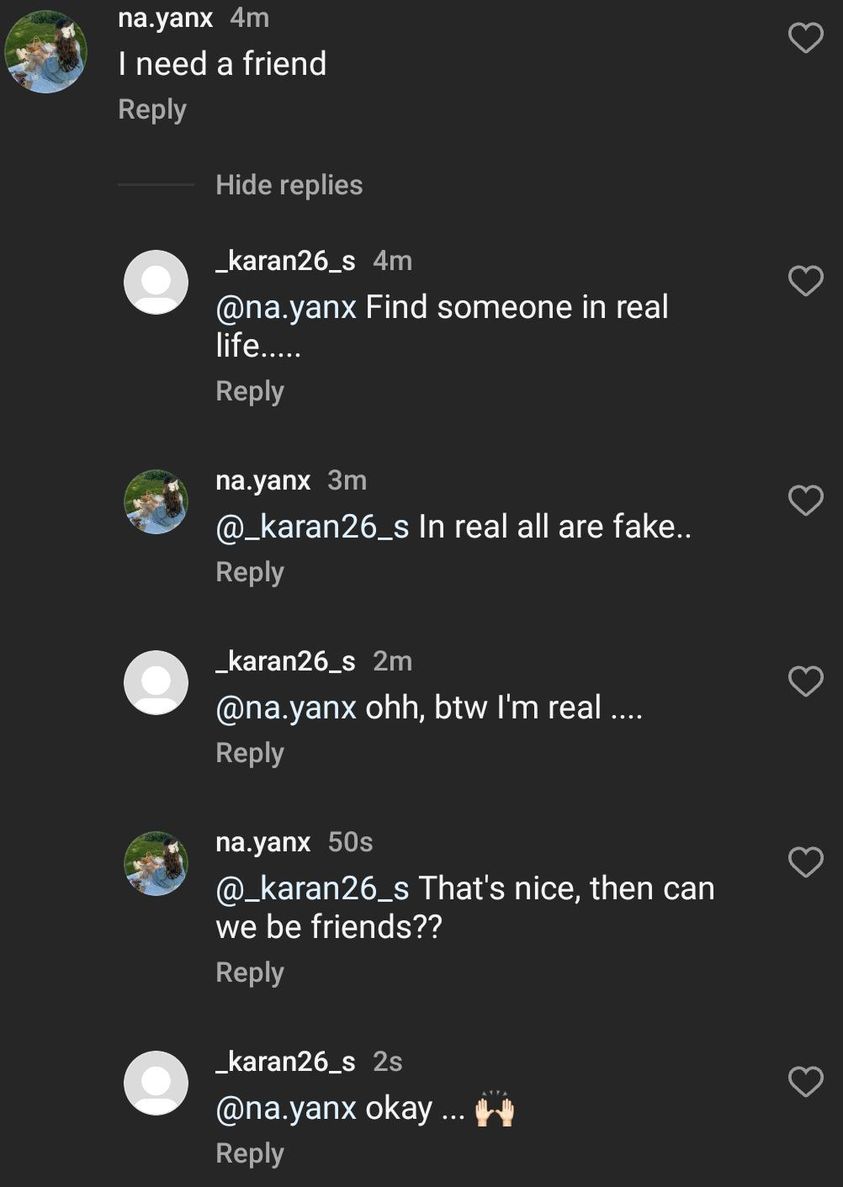 na.yanx 4m
I need a friend
Reply
Hide replies
_karan26_s 4m
@na.yanx Find someone in real
life.....
Reply
na.yanx 3m
@_karan26_s In real all are fake..
Reply
_karan26_s 2m
@na.yanx ohh, btw I'm real ....
Reply
na.yanx 50s
@_karan26_s That's nice, then can
we be friends??
Reply
_karan26_s 2s
@na.yanx okay ... 🙌🏻
Reply